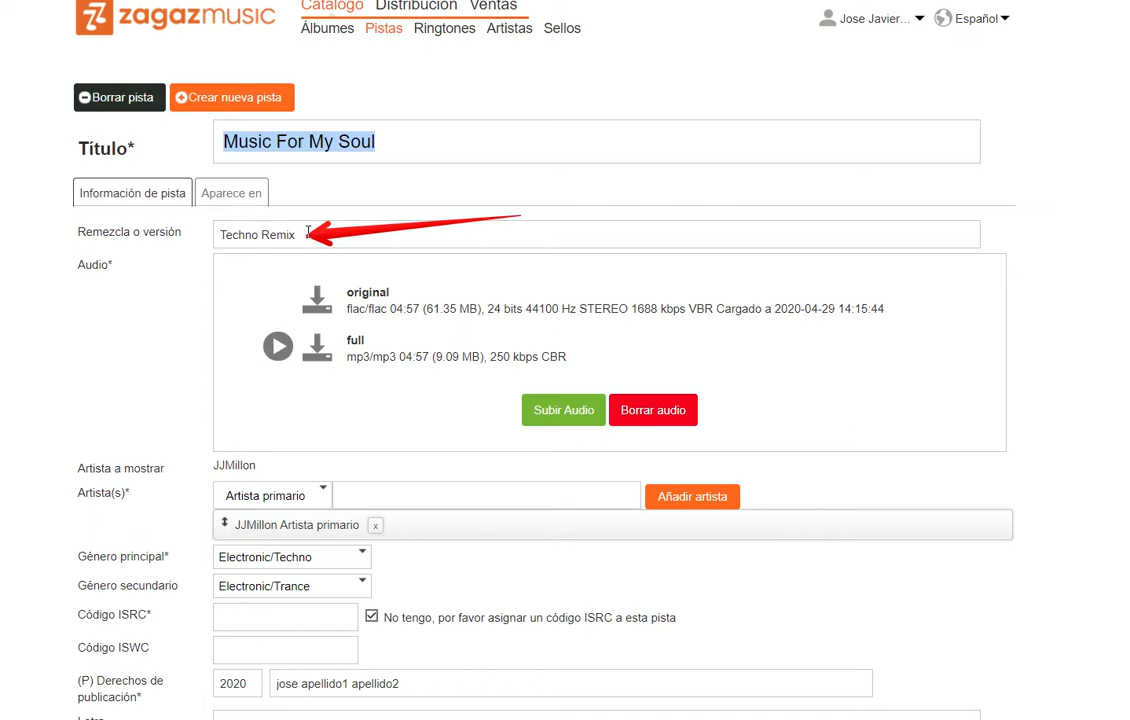 zagazmusic
Catálogo Distribución Ventas
Álbumes Pistas Ringtones Artistas Sellos
Jose Javier... Español
Borrar pista Crear nueva pista
Título* Music For My Soul
Información de pista Aparece en
Remezcla o versión Techno Remix
Audio*
original
flac/flac 04:57 (61.35 MB), 24 bits 44100 Hz STEREO 1688 kbps VBR Cargado a 2020-04-29 14:15:44
full
mp3/mp3 04:57 (9.09 MB), 250 kbps CBR
Subir Audio Borrar audio
Artista a mostrar JJMillon
Artista(s)* Artista primario Añadir artista
JJMillon Artista primario x
Género principal* Electronic/Techno
Género secundario Electronic/Trance
Código ISRC* No tengo, por favor asignar un código ISRC a esta pista
Código ISWC
(P) Derechos de publicación* 2020 jose apellido1 apellido2